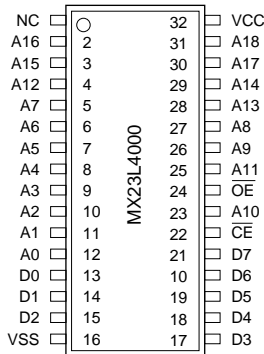 NC 32 VCC
A16 2 31 A18
A15 3 30 A17
A12 4 29 A14
A7 5 28 A13
A6 6 27 A8
A5 7 26 A9
A4 8 25 A11
A3 9 24 O̅E̅
A2 10 23 A10
A1 11 22 C̅E̅
A0 12 21 D7
D0 13 10 D6
D1 14 19 D5
D2 15 18 D4
VSS 16 17 D3
MX23L4000